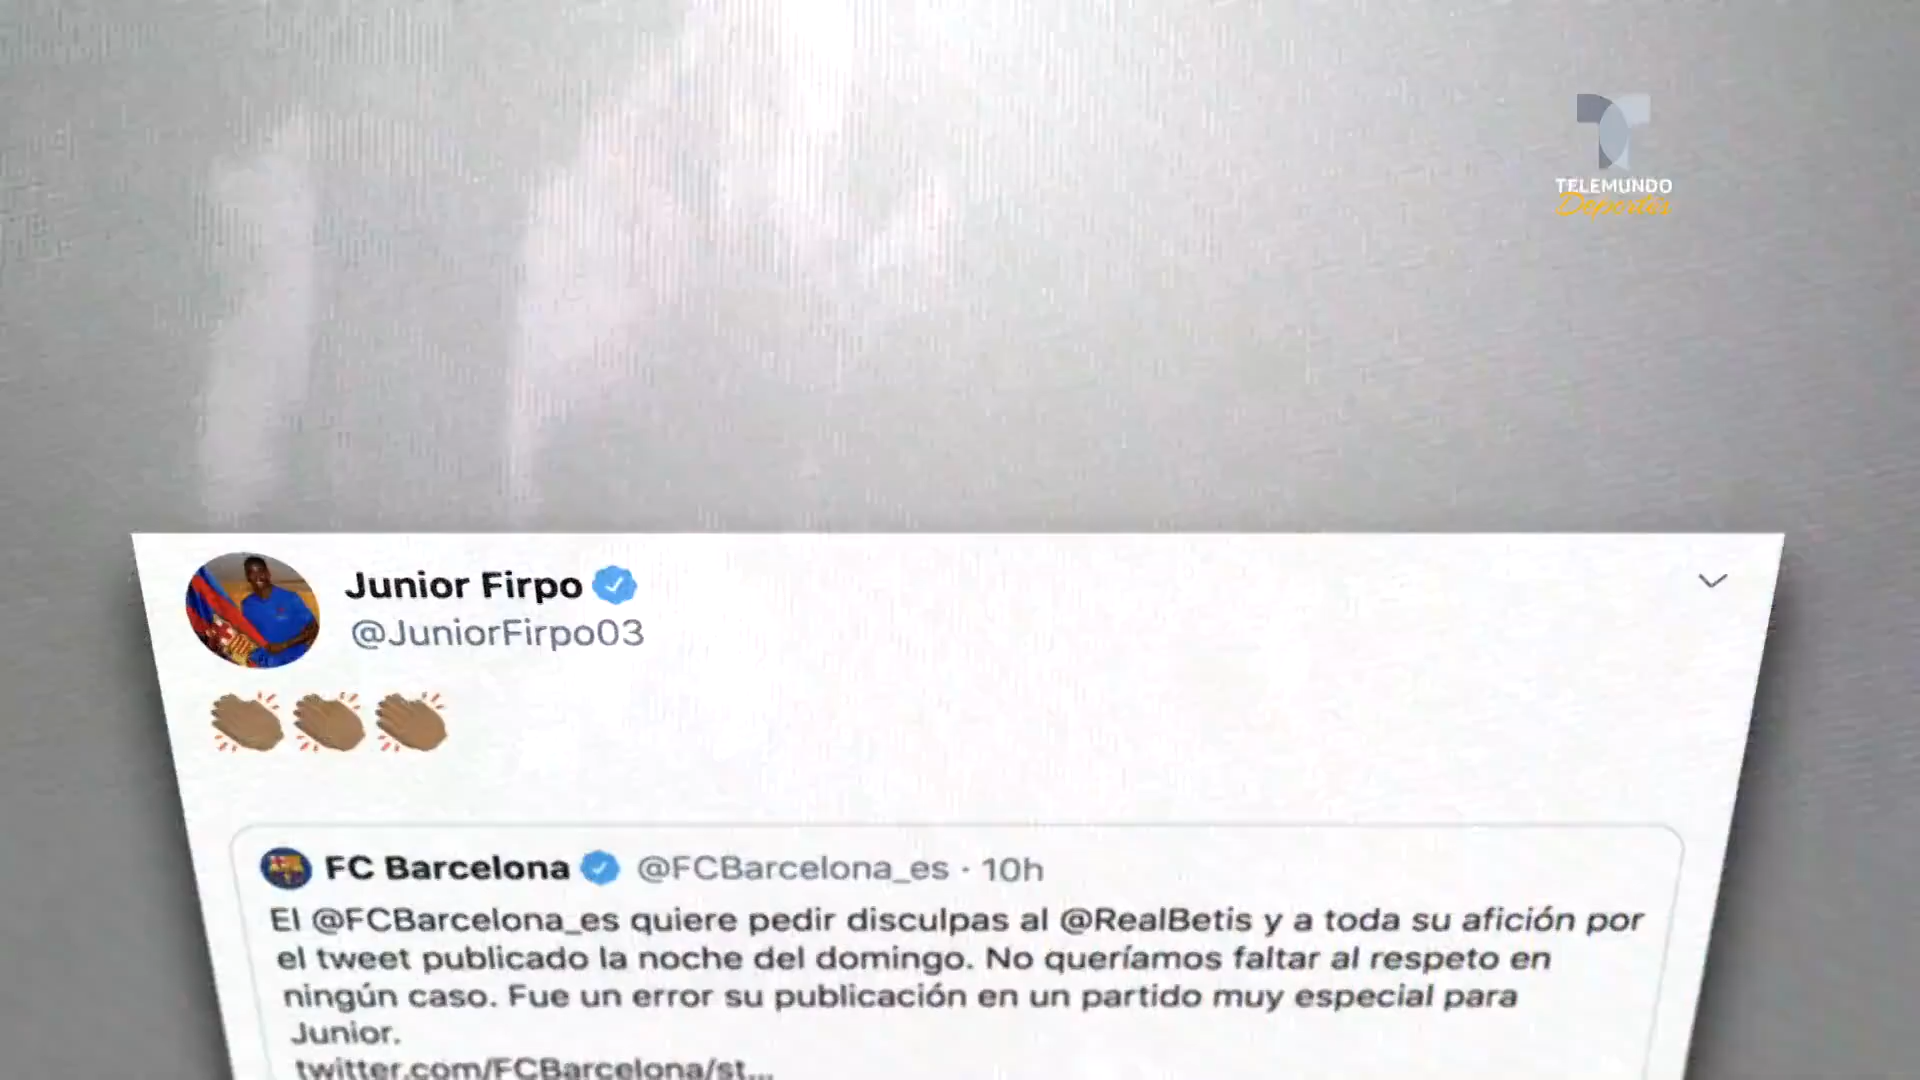 TELEMUNDO
Deportes
Junior Firpo
@JuniorFirpo03
FC Barcelona @FCBarcelona_es · 10h
El @FCBarcelona_es quiere pedir disculpas al @RealBetis y a toda su afición por
el tweet publicado la noche del domingo. No queríamos faltar al respeto en
ningún caso. Fue un error su publicación en un partido muy especial para
Junior.
twitter.com/FCBarcelona/st...